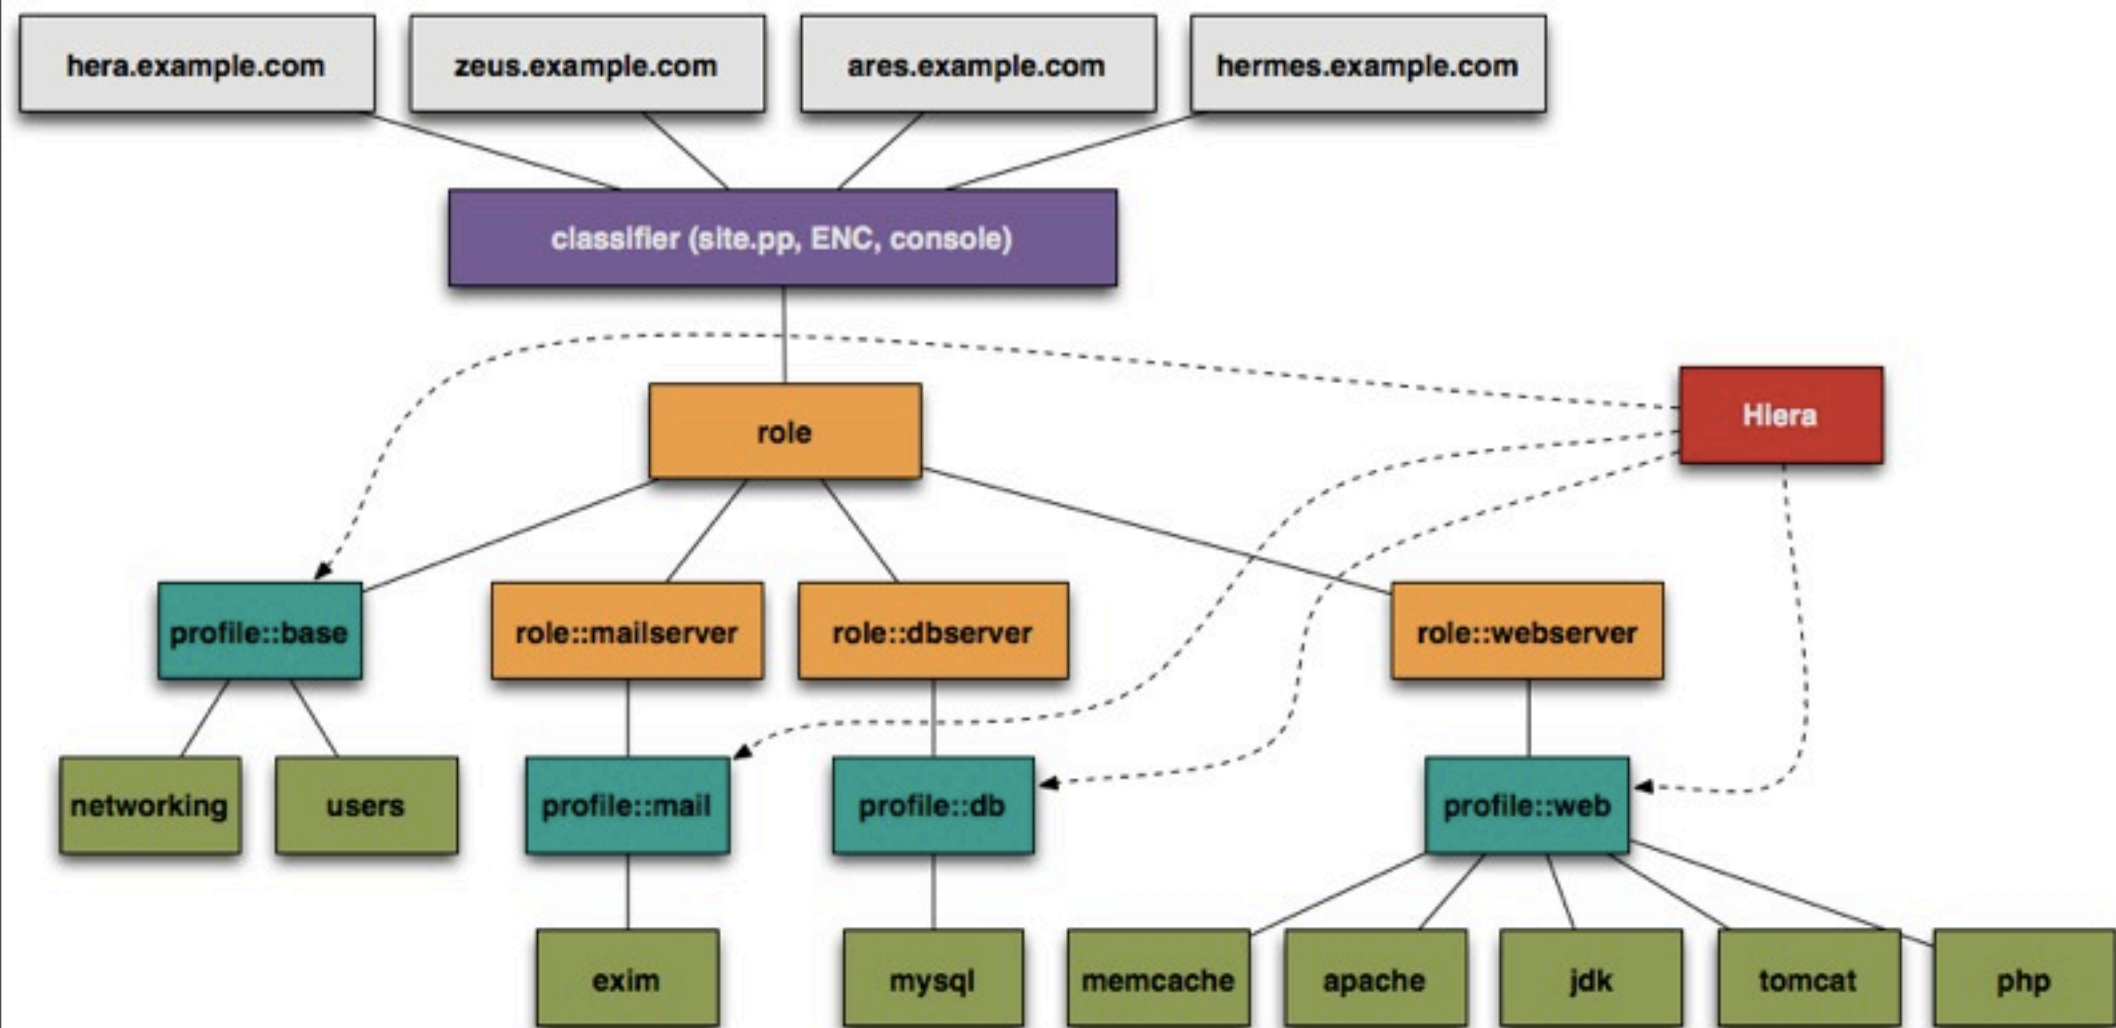 hera.example.com
zeus.example.com
ares.example.com
hermes.example.com
classifier (site.pp, ENC, console)
role
Hiera
profile::base
role::mailserver
role::dbserver
role::webserver
networking
users
profile::mail
profile::db
profile::web
exim
mysql
memcache
apache
jdk
tomcat
php